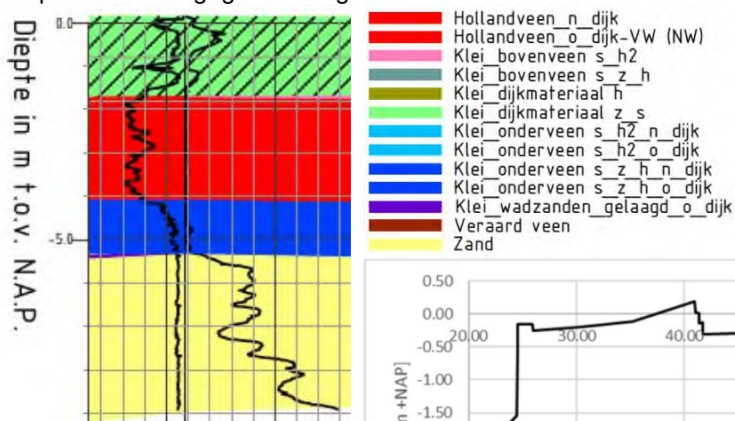 Diepte in m t.o.v. N.A.P.
0.0
-5.0
Hollandveen_n_dijk
Hollandveen_o_dijk-VW (NW)
Klei_bovenveen s_h2
Klei_bovenveen s_z_h
Klei_dijkmateriaal h
Klei_dijkmateriaal z_s
Klei_onderveen s_h2_n_dijk
Klei_onderveen s_h2_o_dijk
Klei_onderveen s_z_h_n_dijk
Klei_onderveen s_z_h_o_dijk
Klei_wadzanden_gelaagd_o_dijk
Veraard veen
Zand
0.50
0.00
20.00 30.00 40.00
-0.50
-1.00
-1.50
+NAP]